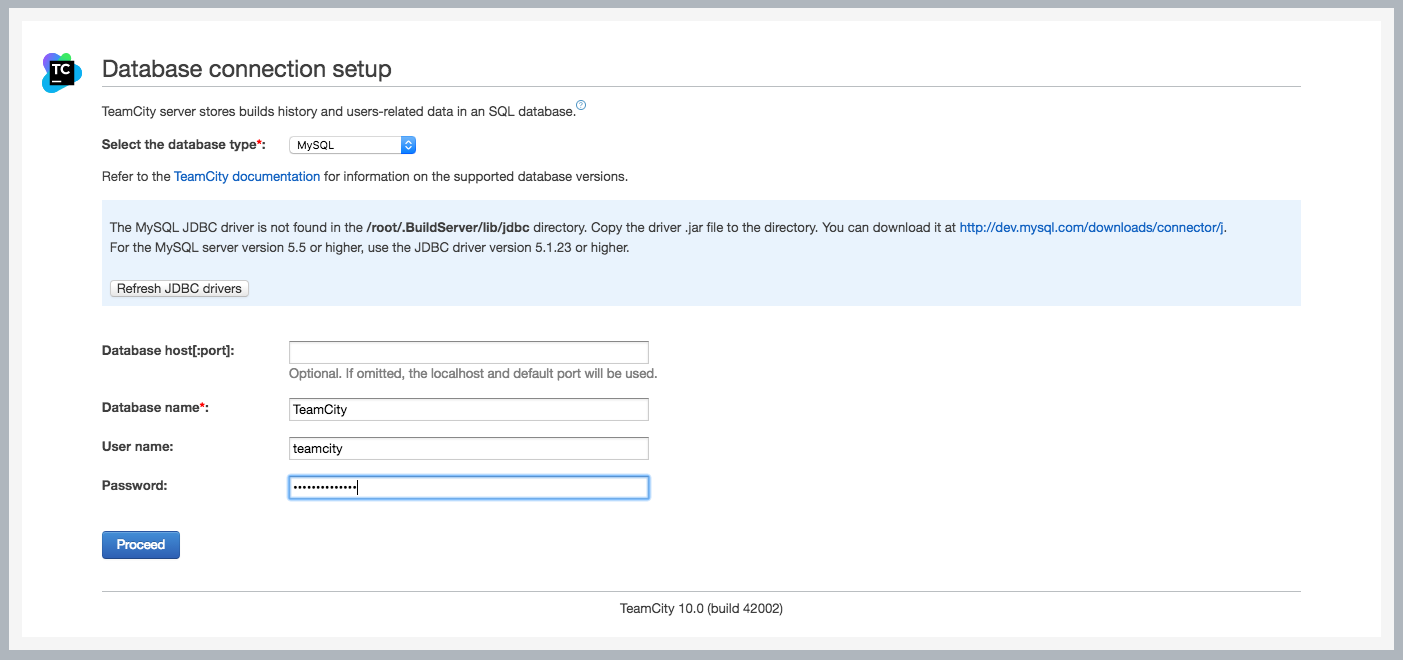 TC
Database connection setup
TeamCity server stores builds history and users-related data in an SQL database.?
Select the database type*: MySQL
Refer to the TeamCity documentation for information on the supported database versions.
The MySQL JDBC driver is not found in the /root/.BuildServer/lib/jdbc directory. Copy the driver .jar file to the directory. You can download it at http://dev.mysql.com/downloads/connector/j.
For the MySQL server version 5.5 or higher, use the JDBC driver version 5.1.23 or higher.
Refresh JDBC drivers
Database host[:port]:
Optional. If omitted, the localhost and default port will be used.
Database name*: TeamCity
User name: teamcity
Password: ••••••••••••••
Proceed
TeamCity 10.0 (build 42002)